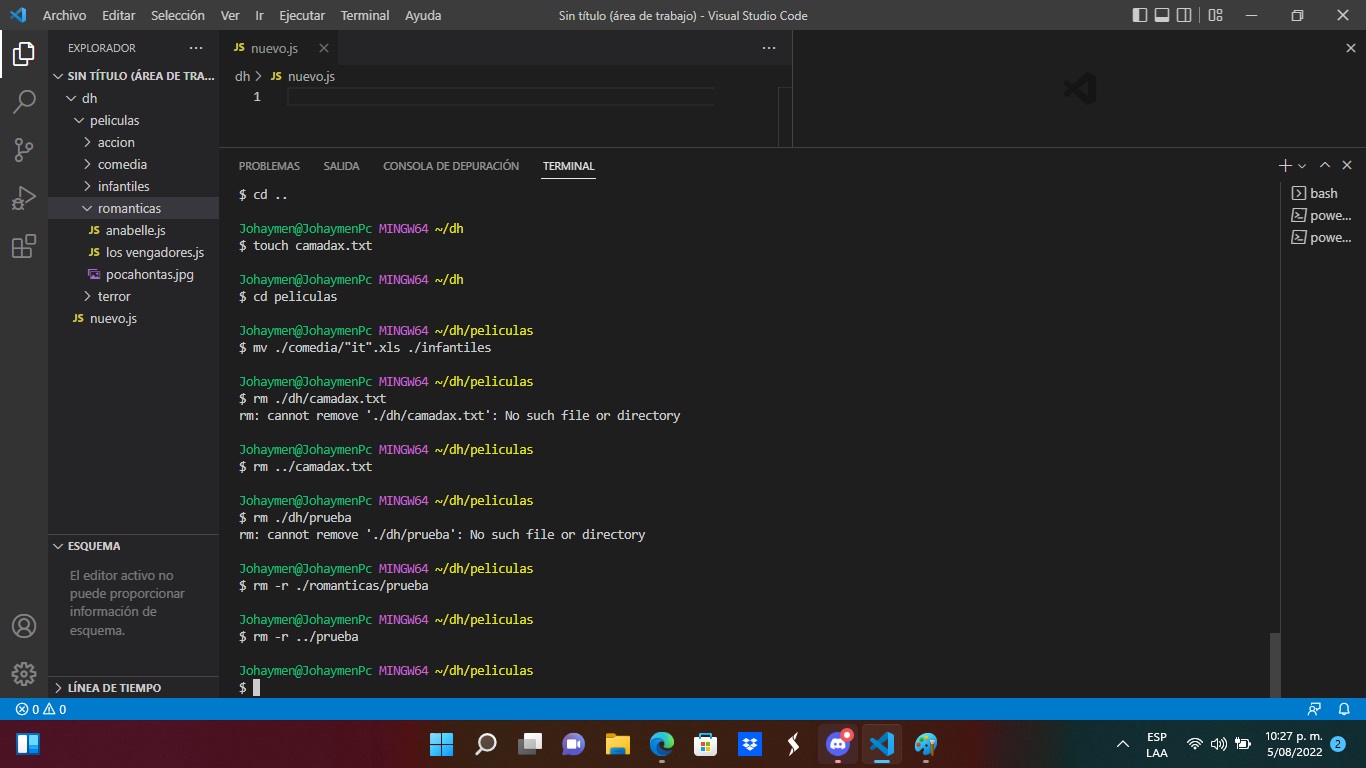 Archivo Editar Selección Ver Ir Ejecutar Terminal Ayuda
Sin título (área de trabajo) - Visual Studio Code
EXPLORADOR
SIN TÍTULO (ÁREA DE TRA...
dh
peliculas
accion
comedia
infantiles
romanticas
JS anabelle.js
JS los vengadores.js
pocahontas.jpg
terror
JS nuevo.js
ESQUEMA
El editor activo no
puede proporcionar
información de
esquema.
LÍNEA DE TIEMPO
JS nuevo.js
dh > JS nuevo.js
1
PROBLEMAS SALIDA CONSOLA DE DEPURACIÓN TERMINAL
$ cd ..
Johaymen@JohaymenPc MINGW64 ~/dh
$ touch camadax.txt
Johaymen@JohaymenPc MINGW64 ~/dh
$ cd peliculas
Johaymen@JohaymenPc MINGW64 ~/dh/peliculas
$ mv ./comedia/"it".xls ./infantiles
Johaymen@JohaymenPc MINGW64 ~/dh/peliculas
$ rm ./dh/camadax.txt
rm: cannot remove './dh/camadax.txt': No such file or directory
Johaymen@JohaymenPc MINGW64 ~/dh/peliculas
$ rm ../camadax.txt
Johaymen@JohaymenPc MINGW64 ~/dh/peliculas
$ rm ./dh/prueba
rm: cannot remove './dh/prueba': No such file or directory
Johaymen@JohaymenPc MINGW64 ~/dh/peliculas
$ rm -r ./romanticas/prueba
Johaymen@JohaymenPc MINGW64 ~/dh/peliculas
$ rm -r ../prueba
Johaymen@JohaymenPc MINGW64 ~/dh/peliculas
$
bash
powe...
powe...
0 0
ESP
LAA
10:27 p. m.
5/08/2022
2